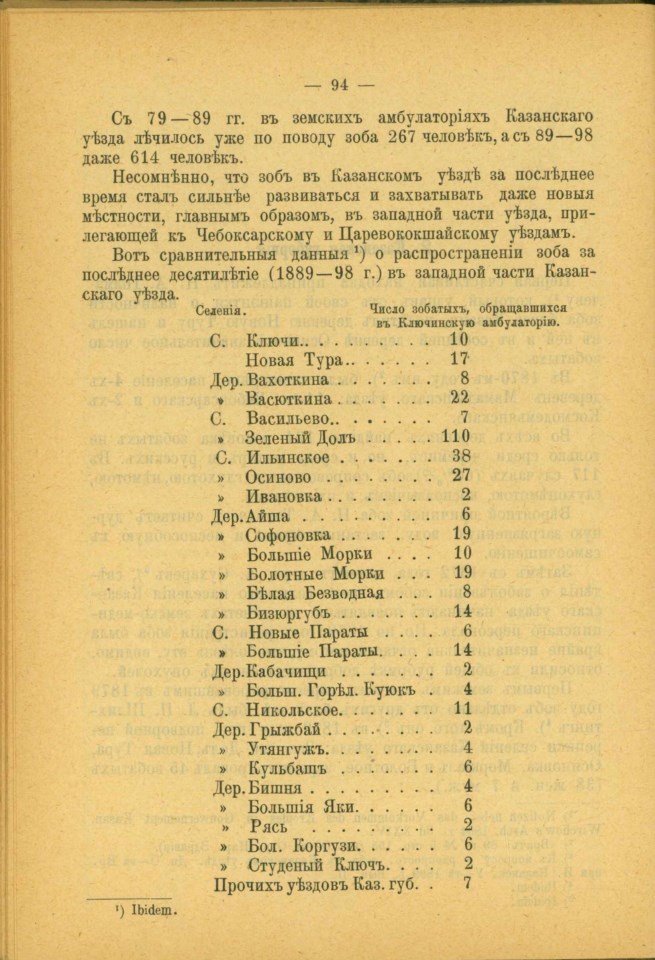 — 94 —
Съ 79—89 гг. въ земскихъ амбулаторіяхъ Казанскаго
уѣзда лѣчилось уже по поводу зоба 267 человѣкъ, а съ 89—98
даже 614 человѣкъ.
Несомнѣнно, что зобъ въ Казанскомъ уѣздѣ за послѣднее
время сталъ сильнѣе развиваться и захватывать даже новыя
мѣстности, главнымъ образомъ, въ западной части уѣзда, при-
легающей къ Чебоксарскому и Царевококшайскому уѣздамъ.
Вотъ сравнительныя данныя ¹) о распространеніи зоба за
послѣднее десятилѣтіе (1889—98 г.) въ западной части Казан-
скаго уѣзда.
Селенія. Число зобатыхъ, обращавшихся
въ Ключинскую амбулаторію.
С. Ключи. . . . . . . . . 10
Новая Тура. . . . . . . 17
Дер. Вахоткина . . . . . . . 8
» Васюткина . . . . . . . 22
С. Васильево. . . . . . . . 7
» Зеленый Долъ . . . . . 110
С. Ильинское . . . . . . . 38
» Осиново . . . . . . . 27
» Ивановка . . . . . . . 2
Дер. Айша . . . . . . . . 6
» Софоновка . . . . . . . 19
» Большіе Морки . . . . 10
» Болотные Морки . . . 19
» Бѣлая Безводная . . . . 8
» Бизюргубъ . . . . . . 14
С. Новые Параты . . . . 6
» Большіе Параты. . . . 14
Дер. Кабачищи . . . . . . 2
» Больш. Горѣл. Куюкъ . 4
С. Никольское. . . . . . . 11
Дер. Грыжбай . . . . . . . 2
» Утянгужъ. . . . . . . 4
» Кульбашъ . . . . . . 6
Дер. Бишня . . . . . . . . 4
» Большія Яки. . . . . . 6
» Рясь . . . . . . . 2
» Бол. Коргузи. . . . . . 6
» Студеный Ключъ. . . . 2
Прочихъ уѣздовъ Каз. губ. . 7
¹) Ibidem.